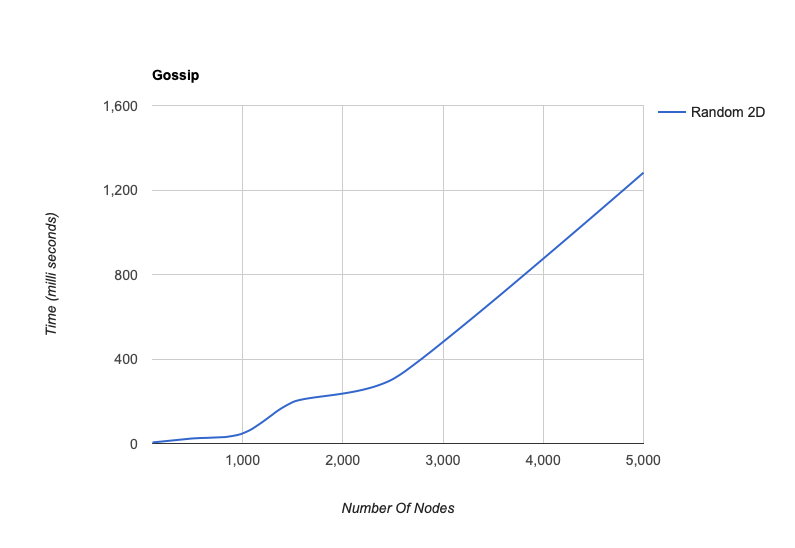 Gossip
Random 2D
1,600
1,200
800
400
0
Time (milli seconds)
1,000 2,000 3,000 4,000 5,000
Number Of Nodes